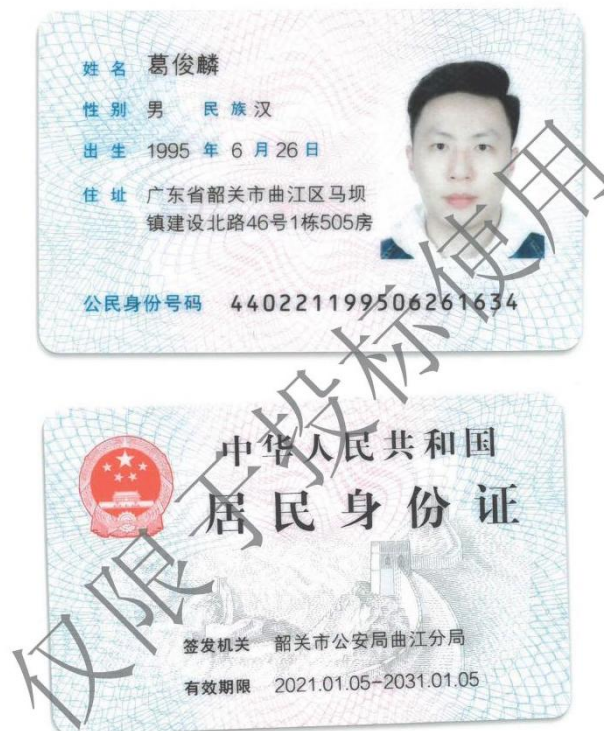 姓名 葛俊麟
性别 男 民族 汉
出生 1995 年 6 月 26 日
住址 广东省韶关市曲江区马坝
镇建设北路46号1栋505房
公民身份号码 440221199506261634
中华人民共和国
居民身份证
签发机关 韶关市公安局曲江分局
有效期限 2021.01.05-2031.01.05
仅限于投标使用